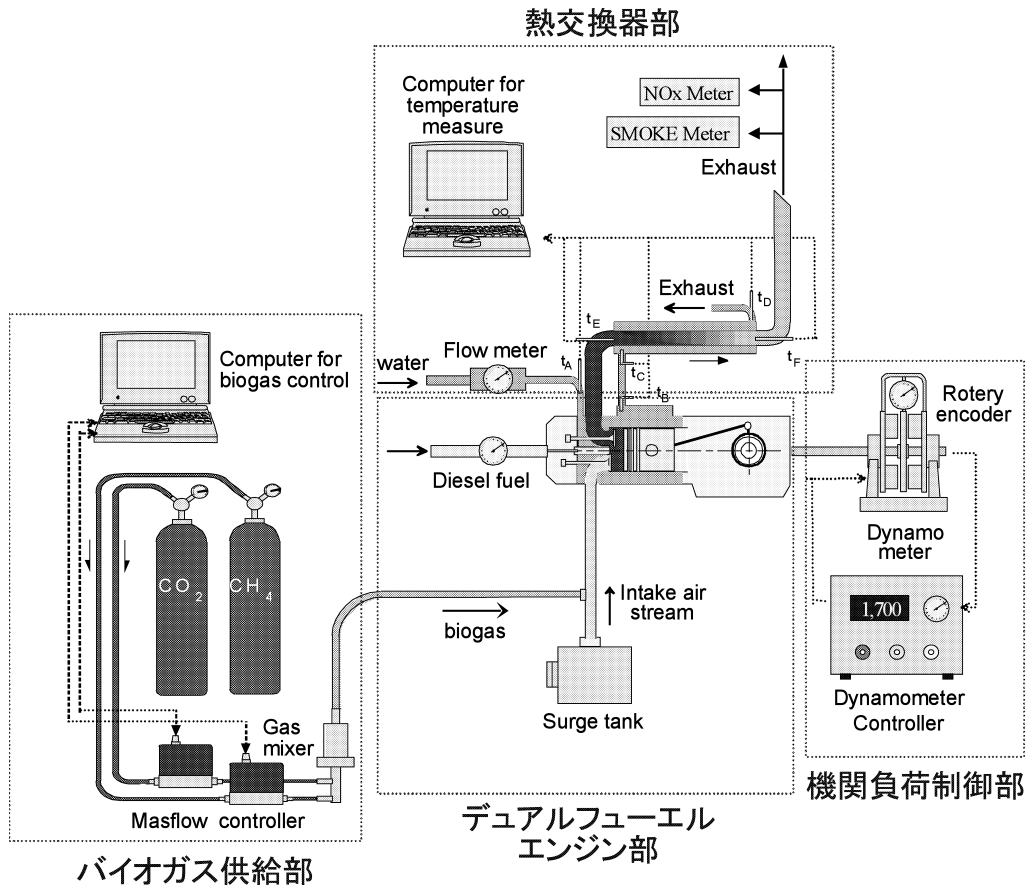 熱交換器部
Computer for
temperature
measure
NOx Meter
SMOKE Meter
Exhaust
Exhaust
tD
tE
tF
tA
tC
tB
water
Flow meter
Diesel fuel
Computer for
biogas control
CO2
CH4
biogas
Intake air
stream
Surge tank
Gas
mixer
Masflow controller
Rotery
encoder
Dynamo
meter
1,700
Dynamometer
Controller
機関負荷制御部
デュアルフューエル
エンジン部
バイオガス供給部